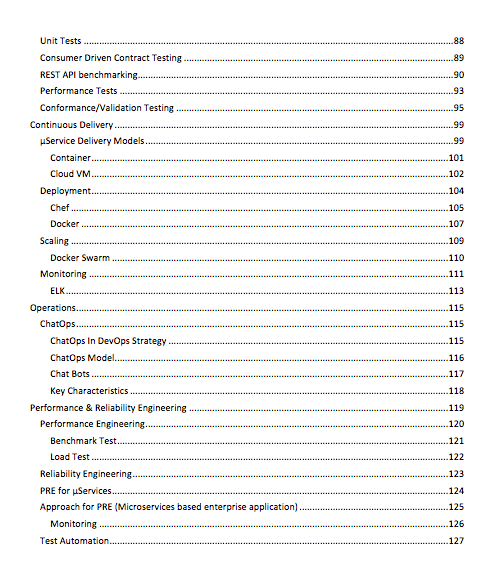 Unit Tests ........ 88
Consumer Driven Contract Testing ........ 89
REST API benchmarking ........ 90
Performance Tests ........ 93
Conformance/Validation Testing ........ 95
Continuous Delivery ........ 99
µService Delivery Models ........ 99
Container ........ 101
Cloud VM ........ 102
Deployment ........ 104
Chef ........ 105
Docker ........ 107
Scaling ........ 109
Docker Swarm ........ 110
Monitoring ........ 111
ELK ........ 113
Operations ........ 115
ChatOps ........ 115
ChatOps In DevOps Strategy ........ 115
ChatOps Model ........ 116
Chat Bots ........ 117
Key Characteristics ........ 118
Performance & Reliability Engineering ........ 119
Performance Engineering ........ 120
Benchmark Test ........ 121
Load Test ........ 122
Reliability Engineering ........ 123
PRE for µServices ........ 124
Approach for PRE (Microservices based enterprise application) ........ 125
Monitoring ........ 126
Test Automation ........ 127